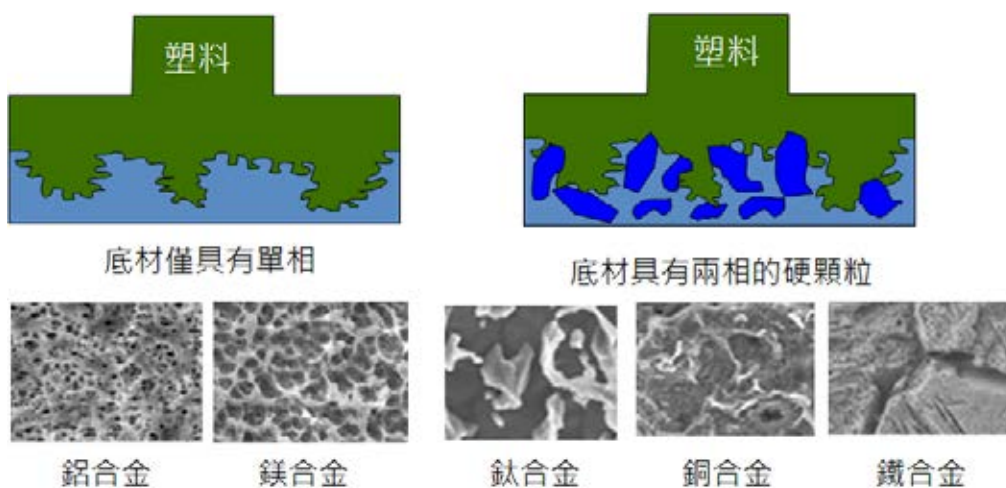 塑料
塑料
底材僅具有單相
底材具有兩相的硬顆粒
鋁合金
鎂合金
鈦合金
銅合金
鐵合金